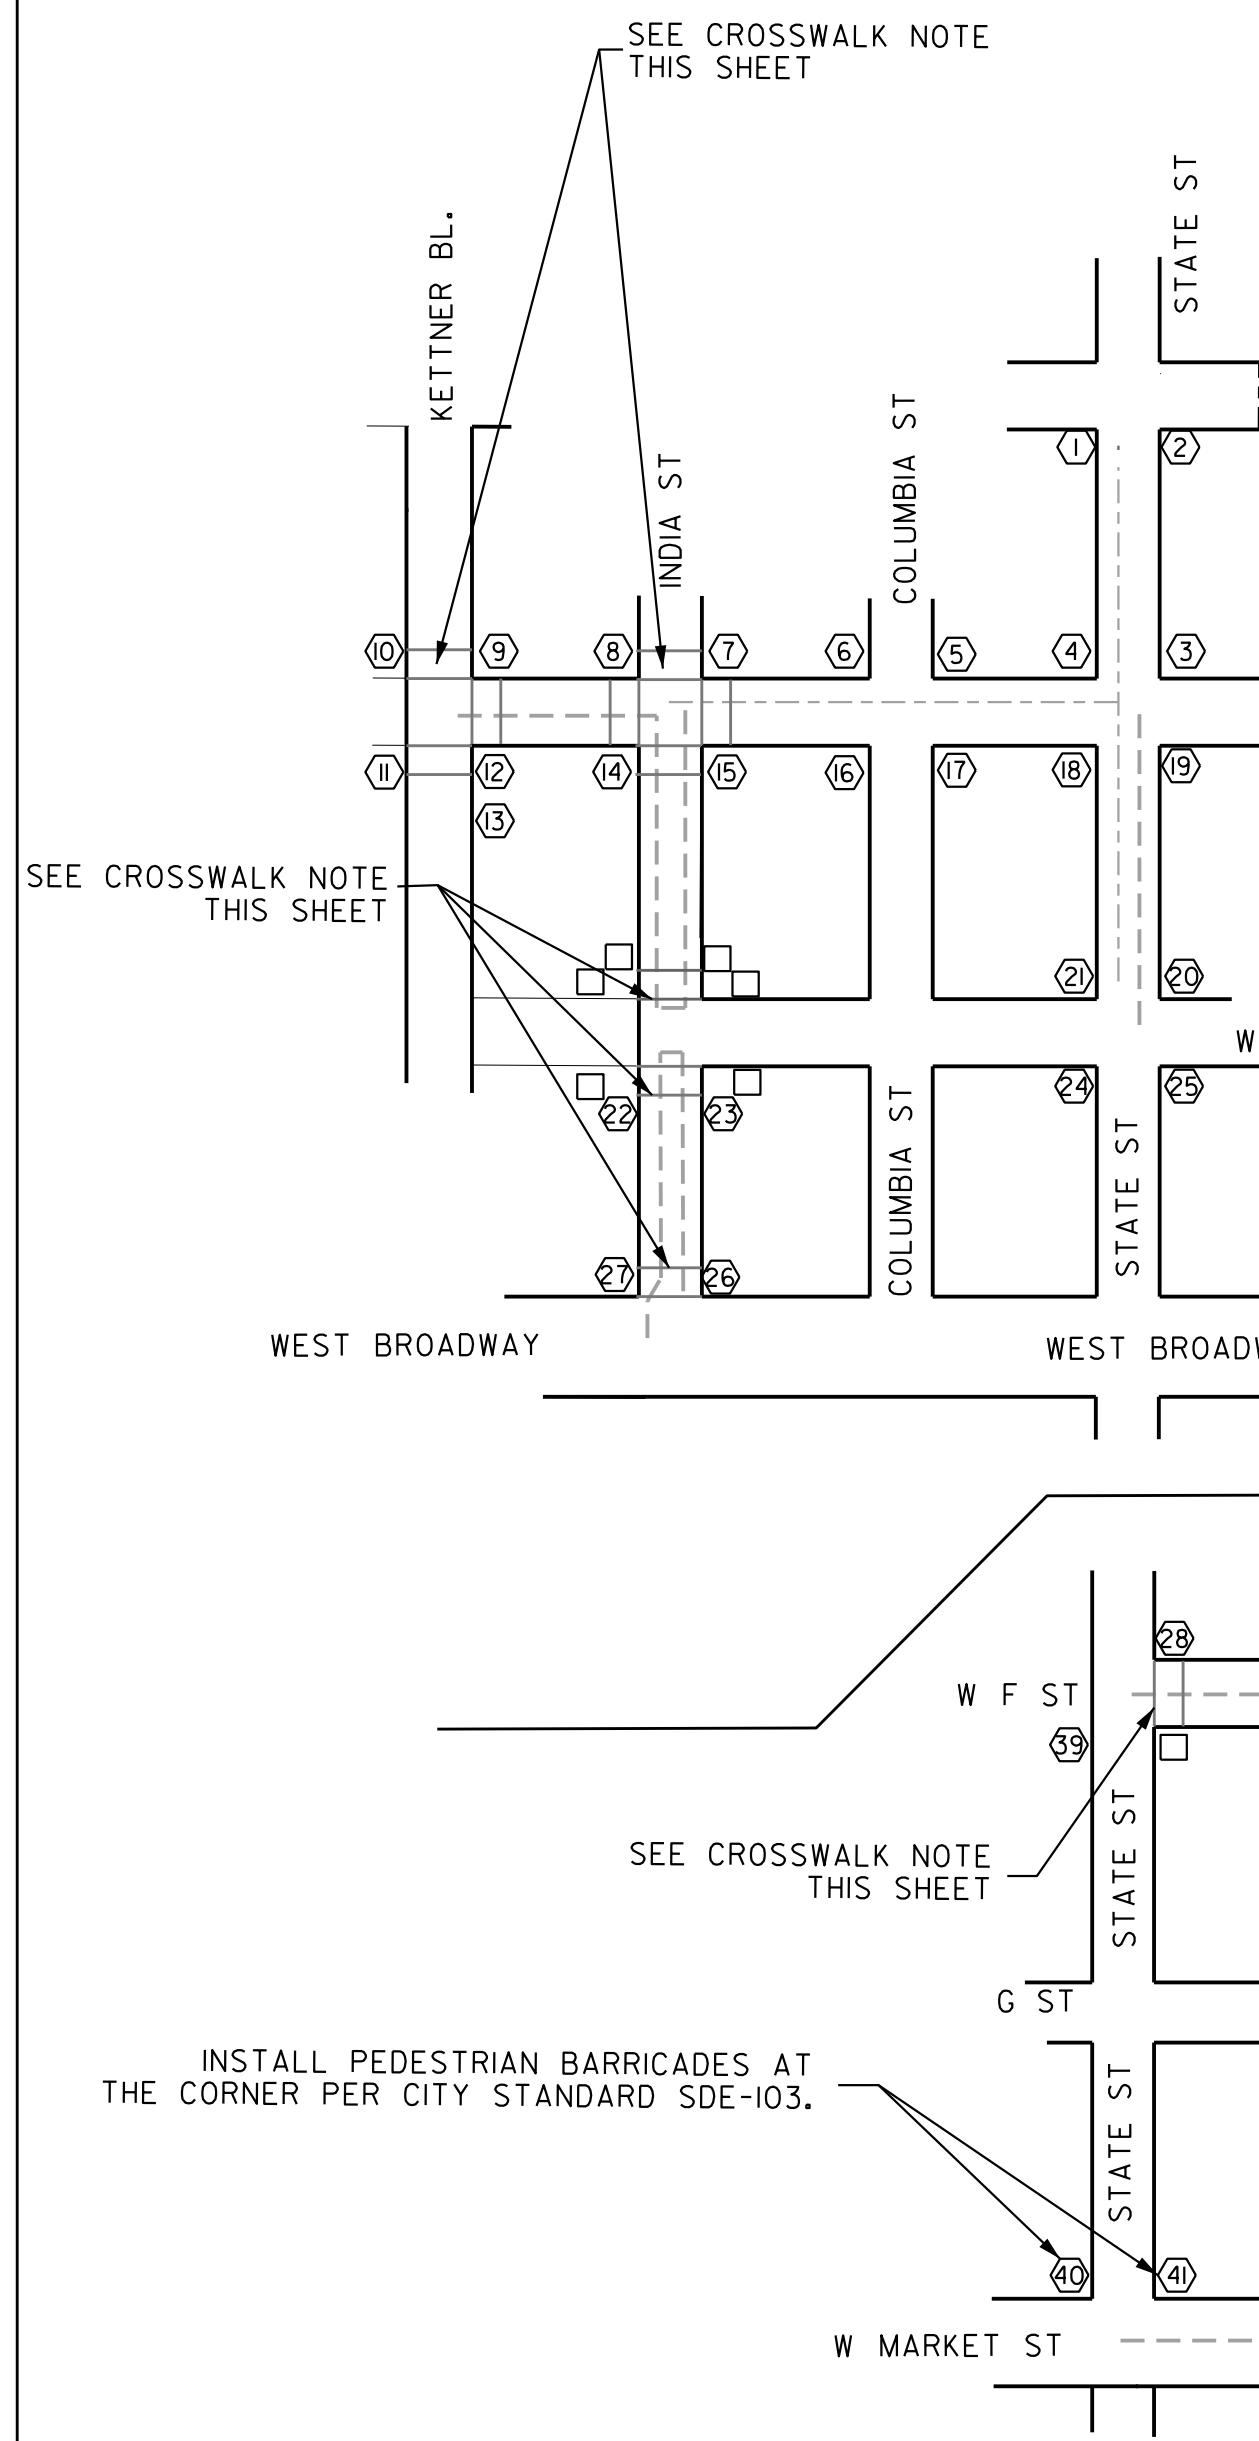 SEE CROSSWALK NOTE
THIS SHEET
STATE ST
KETTNER BL.
COLUMBIA ST
INDIA ST
1
2
10
9
8
7
6
5
4
3
11
12
14
15
16
17
18
19
13
SEE CROSSWALK NOTE
THIS SHEET
21
20
W
22
23
24
25
COLUMBIA ST
STATE ST
27
26
WEST BROADWAY
WEST BROADW
28
W F ST
39
STATE ST
SEE CROSSWALK NOTE
THIS SHEET
G ST
INSTALL PEDESTRIAN BARRICADES AT
THE CORNER PER CITY STANDARD SDE-103.
STATE ST
40
41
W MARKET ST